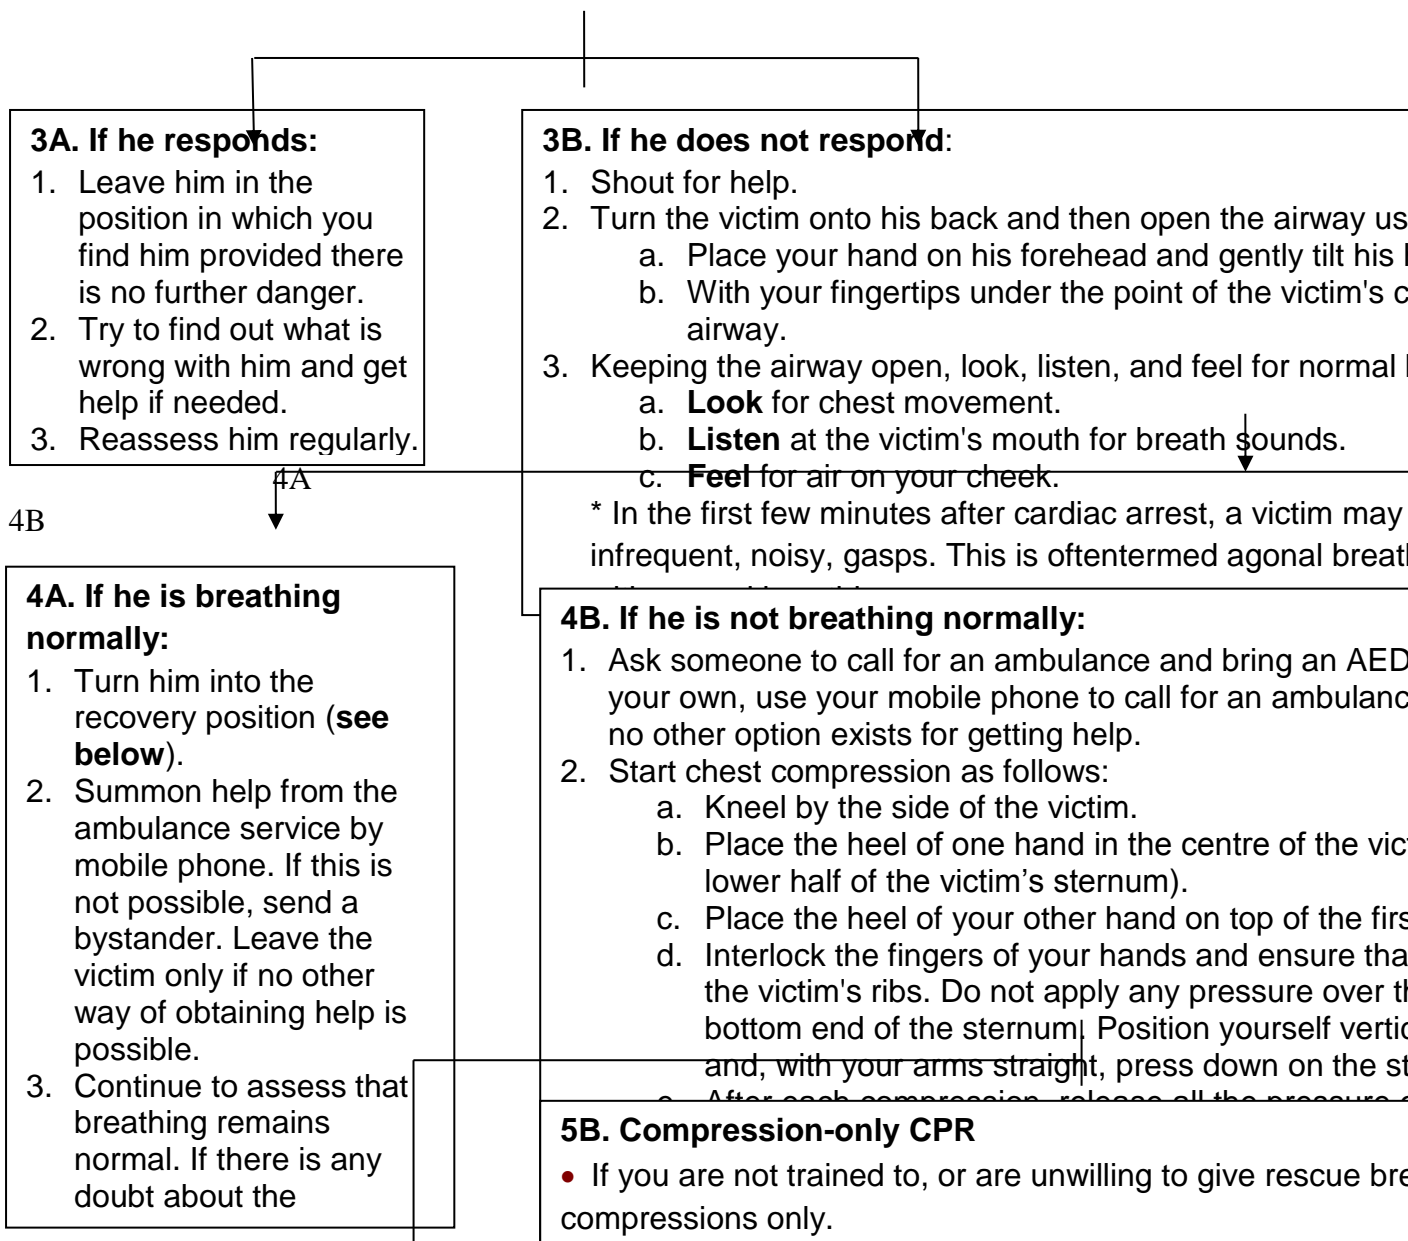 3A. If he responds:
1. Leave him in the
position in which you
find him provided there
is no further danger.
2. Try to find out what is
wrong with him and get
help if needed.
3. Reassess him regularly.
3B. If he does not respond:
1. Shout for help.
2. Turn the victim onto his back and then open the airway us
a. Place your hand on his forehead and gently tilt his
b. With your fingertips under the point of the victim's c
airway.
3. Keeping the airway open, look, listen, and feel for normal
a. Look for chest movement.
b. Listen at the victim's mouth for breath sounds.
c. Feel for air on your cheek.
* In the first few minutes after cardiac arrest, a victim may
infrequent, noisy, gasps. This is oftentermed agonal breat
4A
4B
4A. If he is breathing
normally:
1. Turn him into the
recovery position (see
below).
2. Summon help from the
ambulance service by
mobile phone. If this is
not possible, send a
bystander. Leave the
victim only if no other
way of obtaining help is
possible.
3. Continue to assess that
breathing remains
normal. If there is any
doubt about the
4B. If he is not breathing normally:
1. Ask someone to call for an ambulance and bring an AED
your own, use your mobile phone to call for an ambulanc
no other option exists for getting help.
2. Start chest compression as follows:
a. Kneel by the side of the victim.
b. Place the heel of one hand in the centre of the vic
lower half of the victim's sternum).
c. Place the heel of your other hand on top of the firs
d. Interlock the fingers of your hands and ensure tha
the victim's ribs. Do not apply any pressure over th
bottom end of the sternum. Position yourself vertic
and, with your arms straight, press down on the st
After each compression, release all the pressure
5B. Compression-only CPR
• If you are not trained to, or are unwilling to give rescue bre
compressions only.